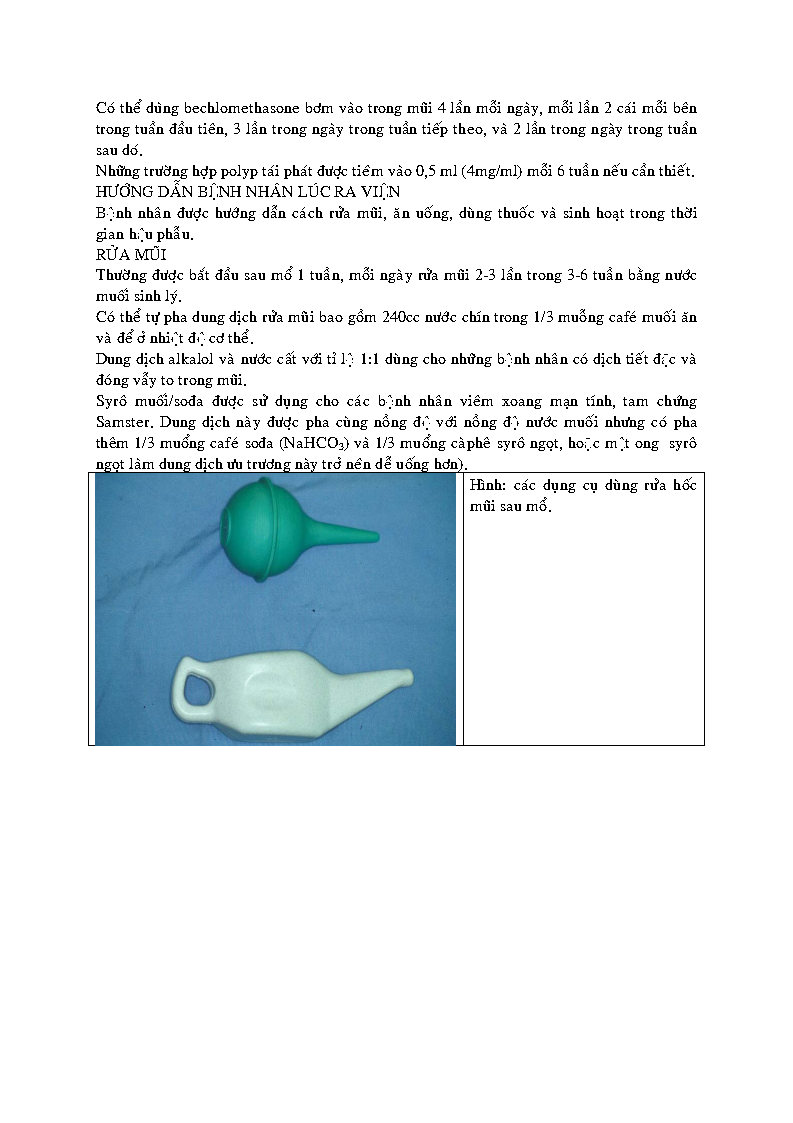 Có thể dùng bechlomethasone bơm vào trong mũi 4 lần mỗi ngày, mỗi lần 2 cái mỗi bên
trong tuần đầu tiên, 3 lần trong ngày trong tuần tiếp theo, và 2 lần trong ngày trong tuần
sau dó.
Những trường hợp polyp tái phát được tiêm vào 0,5 ml (4mg/ml) mỗi 6 tuần nếu cần thiết.
HƯỚNG DẪN BỆNH NHÂN LÚC RA VIỆN
Bệnh nhân được hướng dẫn cách rửa mũi, ăn uống, dùng thuốc và sinh hoạt trong thời
gian hậu phẫu.
RỬA MŨI
Thường được bất đầu sau mổ 1 tuần, mỗi ngày rửa mũi 2-3 lần trong 3-6 tuần bằng nước
muối sinh lý.
Có thể tự pha dung dịch rửa mũi bao gồm 240cc nước chín trong 1/3 muỗng café muối ăn
và để ở nhiệt độ cơ thể.
Dung dịch alkalol và nước cất với tỉ lệ 1:1 dùng cho những bệnh nhân có dịch tiết đặc và
đóng vẩy to trong mũi.
Syrô muối/sođa được sử dụng cho các bệnh nhân viêm xoang mạn tính, tam chứng
Samster. Dung dịch này được pha cùng nồng độ với nồng độ nước muối nhưng có pha
thêm 1/3 muổng café sođa (NaHCO₃) và 1/3 muổng càphê syrô ngọt, hoặc mật ong syrô
ngọt làm dung dịch ưu trương này trở nên dễ uống hơn).
Hình: các dụng cụ dùng rửa hốc
mũi sau mổ.